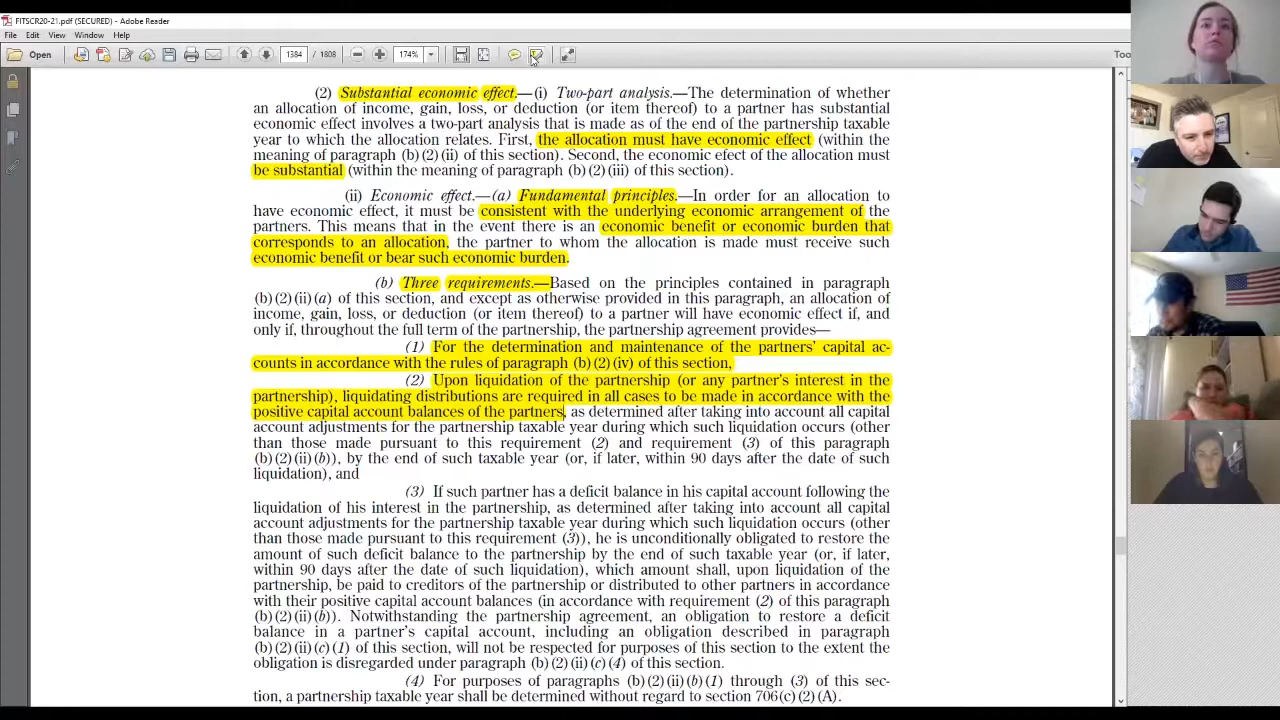 FITSCR20-21.pdf (SECURED) - Adobe Reader
File Edit View Window Help
Open 1384 / 1808 174% Too
(2) Substantial economic effect.—(i) Two-part analysis.—The determination of whether
an allocation of income, gain, loss, or deduction (or item thereof) to a partner has substantial
economic effect involves a two-part analysis that is made as of the end of the partnership taxable
year to which the allocation relates. First, the allocation must have economic effect (within the
meaning of paragraph (b)(2)(ii) of this section). Second, the economic efect of the allocation must
be substantial (within the meaning of paragraph (b)(2)(iii) of this section).
(ii) Economic effect.—(a) Fundamental principles.—In order for an allocation to
have economic effect, it must be consistent with the underlying economic arrangement of the
partners. This means that in the event there is an economic benefit or economic burden that
corresponds to an allocation, the partner to whom the allocation is made must receive such
economic benefit or bear such economic burden.
(b) Three requirements.—Based on the principles contained in paragraph
(b)(2)(ii)(a) of this section, and except as otherwise provided in this paragraph, an allocation of
income, gain, loss, or deduction (or item thereof) to a partner will have economic effect if, and
only if, throughout the full term of the partnership, the partnership agreement provides—
(1) For the determination and maintenance of the partners' capital ac-
counts in accordance with the rules of paragraph (b)(2)(iv) of this section,
(2) Upon liquidation of the partnership (or any partner's interest in the
partnership), liquidating distributions are required in all cases to be made in accordance with the
positive capital account balances of the partners, as determined after taking into account all capital
account adjustments for the partnership taxable year during which such liquidation occurs (other
than those made pursuant to this requirement (2) and requirement (3) of this paragraph
(b)(2)(ii)(b)), by the end of such taxable year (or, if later, within 90 days after the date of such
liquidation), and
(3) If such partner has a deficit balance in his capital account following the
liquidation of his interest in the partnership, as determined after taking into account all capital
account adjustments for the partnership taxable year during which such liquidation occurs (other
than those made pursuant to this requirement (3)), he is unconditionally obligated to restore the
amount of such deficit balance to the partnership by the end of such taxable year (or, if later,
within 90 days after the date of such liquidation), which amount shall, upon liquidation of the
partnership, be paid to creditors of the partnership or distributed to other partners in accordance
with their positive capital account balances (in accordance with requirement (2) of this paragraph
(b)(2)(ii)(b)). Notwithstanding the partnership agreement, an obligation to restore a deficit
balance in a partner's capital account, including an obligation described in paragraph
(b)(2)(ii)(c)(1) of this section, will not be respected for purposes of this section to the extent the
obligation is disregarded under paragraph (b)(2)(ii)(c)(4) of this section.
(4) For purposes of paragraphs (b)(2)(ii)(b)(1) through (3) of this sec-
tion, a partnership taxable year shall be determined without regard to section 706(c)(2)(A).